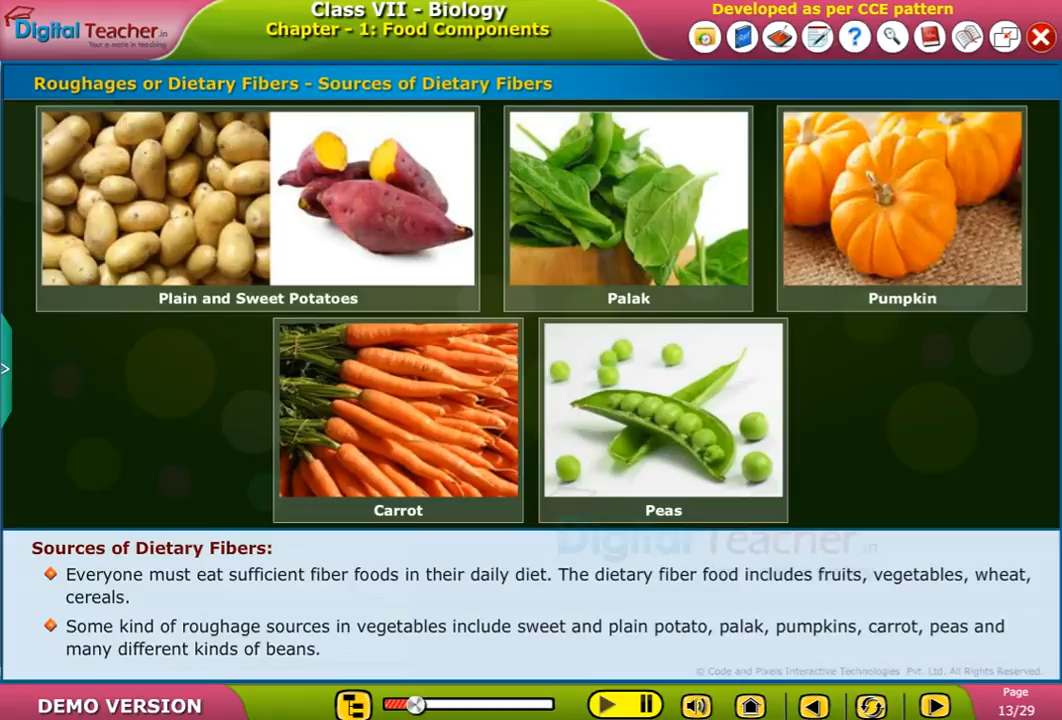 Class VII - Biology
Developed as per CCE pattern
Digital Teacher.in
Your e-mate in teaching
Chapter - 1: Food Components
Roughages or Dietary Fibers - Sources of Dietary Fibers
Plain and Sweet Potatoes
Palak
Pumpkin
Carrot
Peas
Digital Teacher.in
Sources of Dietary Fibers:
Everyone must eat sufficient fiber foods in their daily diet. The dietary fiber food includes fruits, vegetables, wheat,
cereals.
Some kind of roughage sources in vegetables include sweet and plain potato, palak, pumpkins, carrot, peas and
many different kinds of beans.
© Code and Pixels Interactive Technologies Pvt. Ltd. All Rights Reserved.
DEMO VERSION
Page
13/29